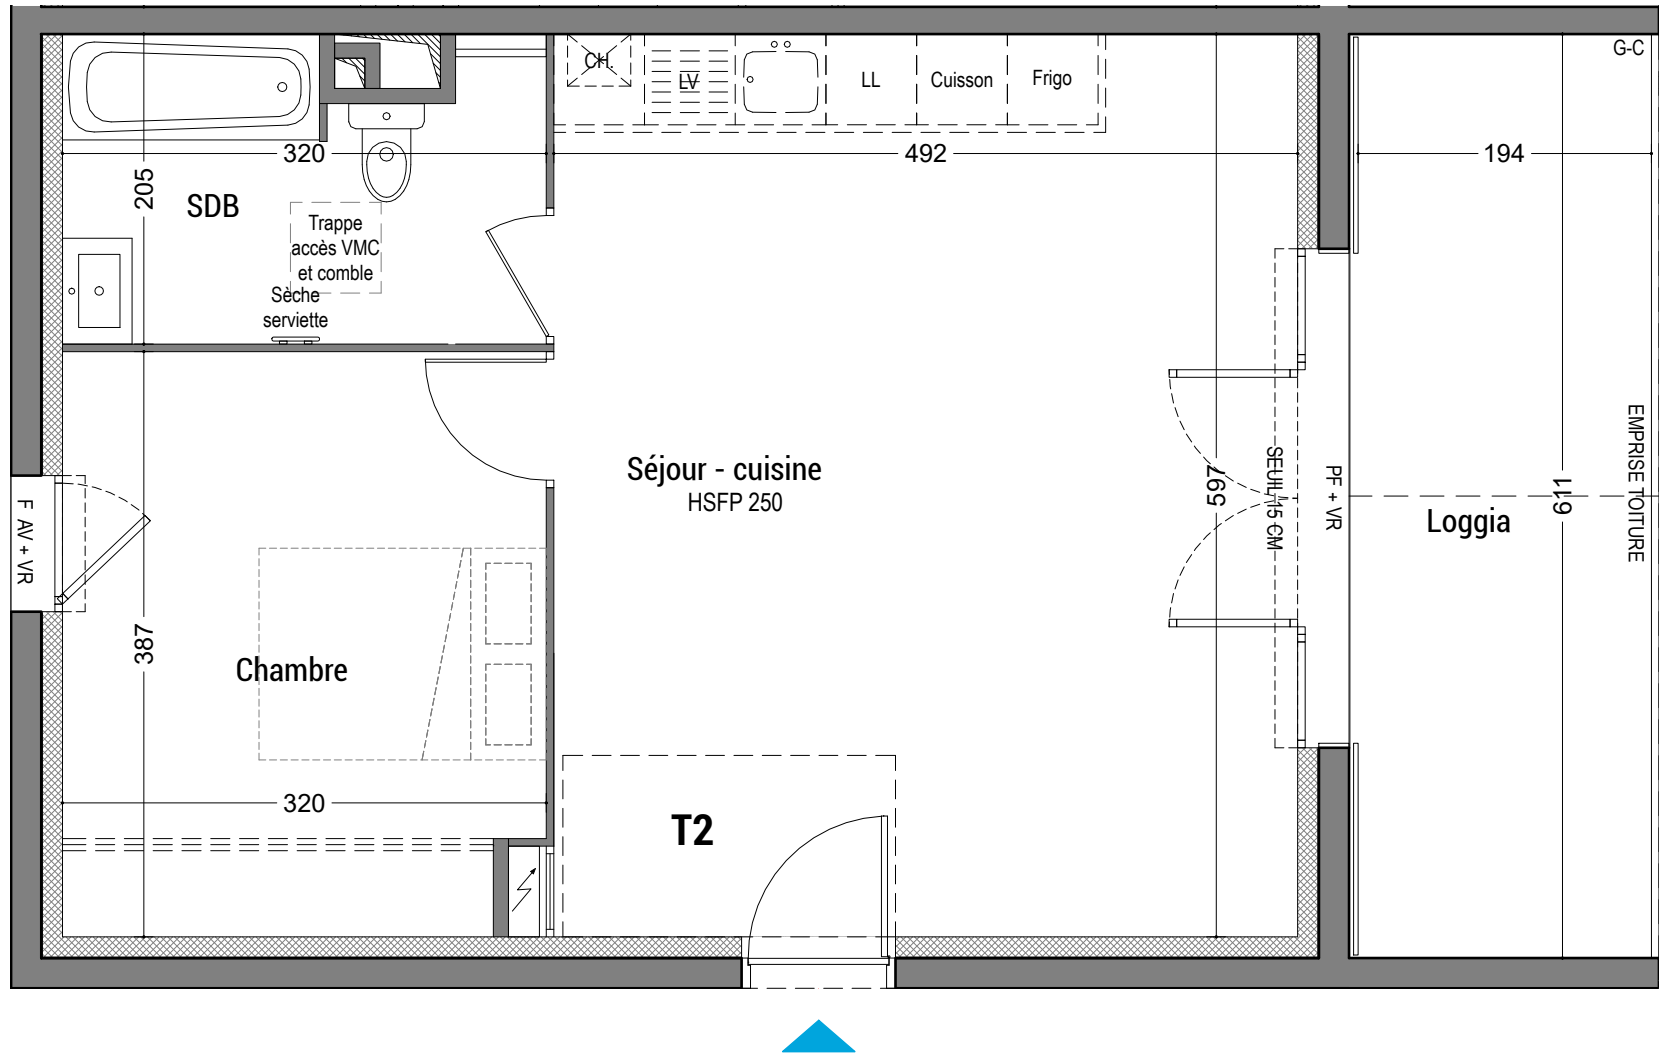 G-C
CH.
LV
LL
Cuisson
Frigo
320
492
194
205
SDB
Trappe
accès VMC
et comble
Sèche
serviette
Séjour - cuisine
HSFP 250
597
SEUIL 15 CM
PF + VR
Loggia
611
EMPRISE TOITURE
F AV + VR
387
Chambre
320
T2